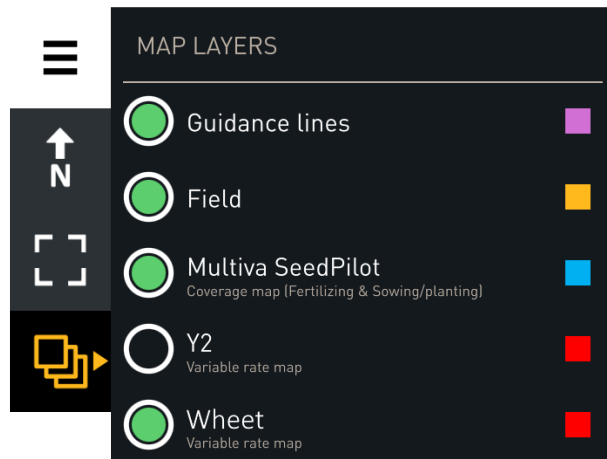 MAP LAYERS
N
Guidance lines
Field
Multiva SeedPilot
Coverage map (Fertilizing & Sowing/planting)
Y2
Variable rate map
Wheet
Variable rate map